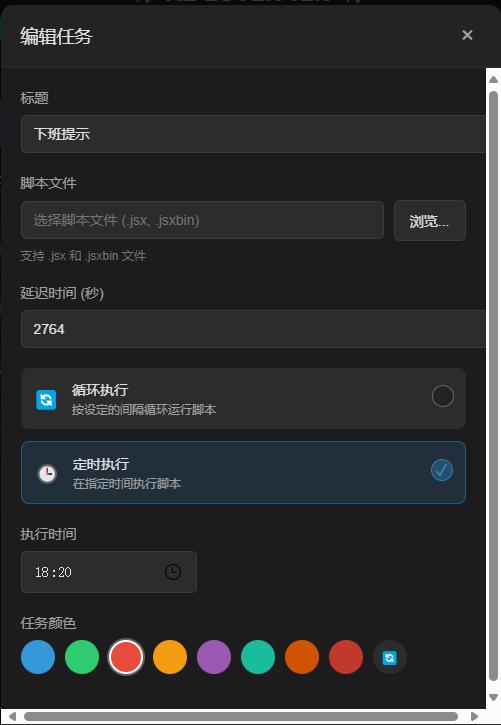 编辑任务
×
标题
下班提示
脚本文件
选择脚本文件 (.jsx, .jsxbin)
浏览...
支持 .jsx 和 .jsxbin 文件
延迟时间 (秒)
2764
循环执行
按设定的间隔循环运行脚本
定时执行
在指定时间执行脚本
执行时间
18:20
任务颜色